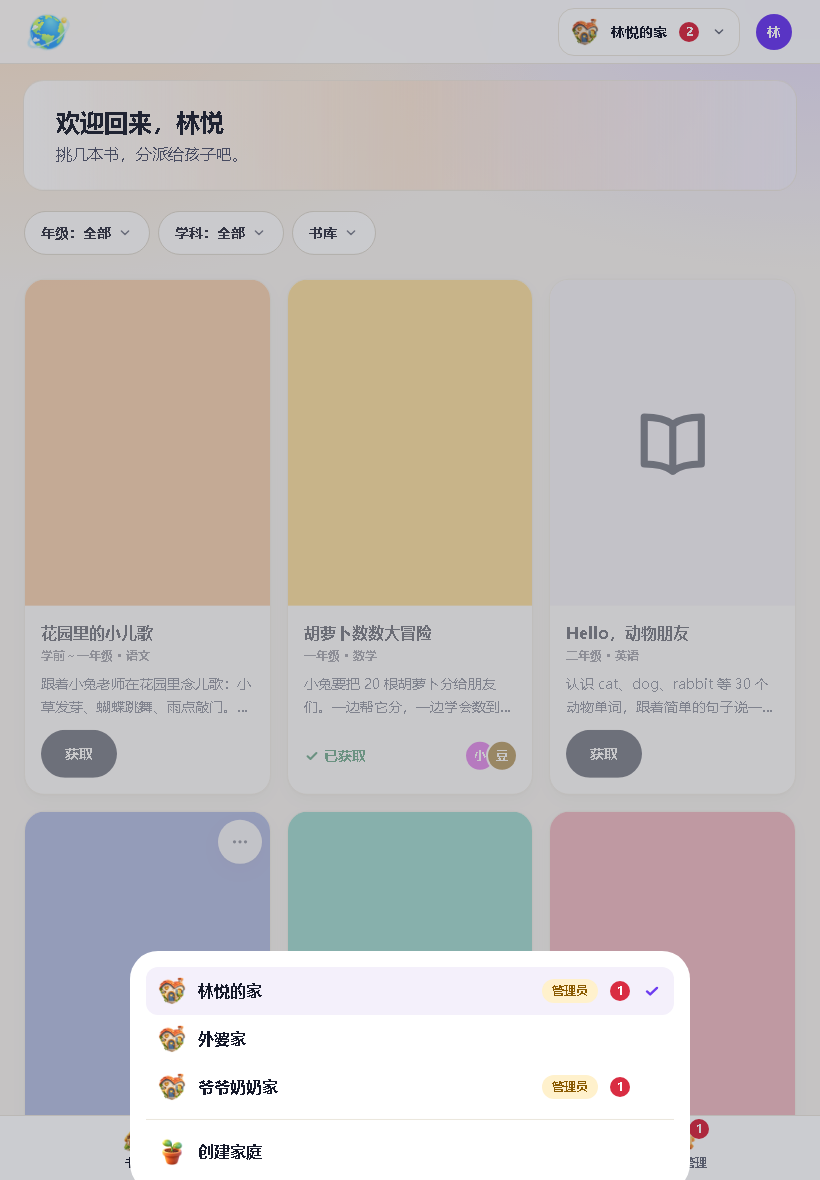 林悦的家 2
林
欢迎回来，林悦
挑几本书，分派给孩子吧。
年级：全部 学科：全部 书库
花园里的小儿歌
学前~一年级 • 语文
跟着小兔老师在花园里念儿歌：小
草发芽、蝴蝶跳舞、雨点敲门。...
获取
胡萝卜数数大冒险
一年级 • 数学
小兔要把 20 根胡萝卜分给朋友
们。一边帮它分，一边学会数到...
已获取
小 豆
Hello，动物朋友
二年级 • 英语
认识 cat、dog、rabbit 等 30 个
动物单词，跟着简单的句子说一...
获取
林悦的家 管理员 1
外婆家
爷爷奶奶家 管理员 1
创建家庭
1
管理